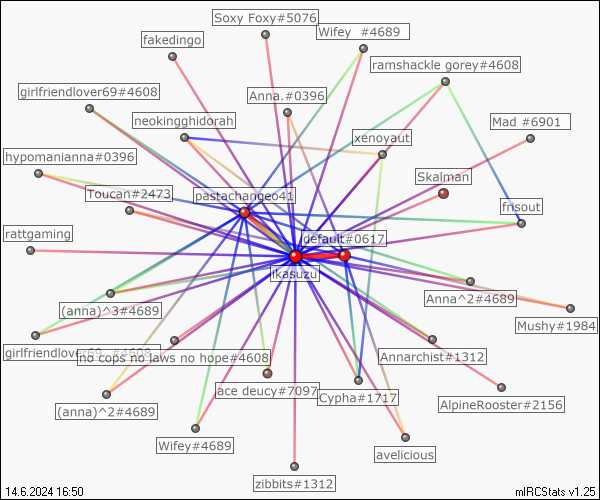 Soxy Foxy#5076
Wifey  #4689
fakedingo
ramshackle gorey#4608
girlfriendlover69#4608
Anna.#0396
neokingghidorah
Mad #6901
xenoyaut
hypomanianna#0396
Skalman
Toucan#2473
pastachangeo41
frisout
rattgaming
default#0617
ikasuzu
Anna^2#4689
(anna)^3#4689
Mushy#1984
girlfriendlover69 #4608
no cops no laws no hope#4608
Annarchist#1312
ace deucy#7097
Cypha#1717
(anna)^2#4689
AlpineRooster#2156
Wifey#4689
avelicious
zibbits#1312
14.6.2024 16:50
mIRCStats v1.25